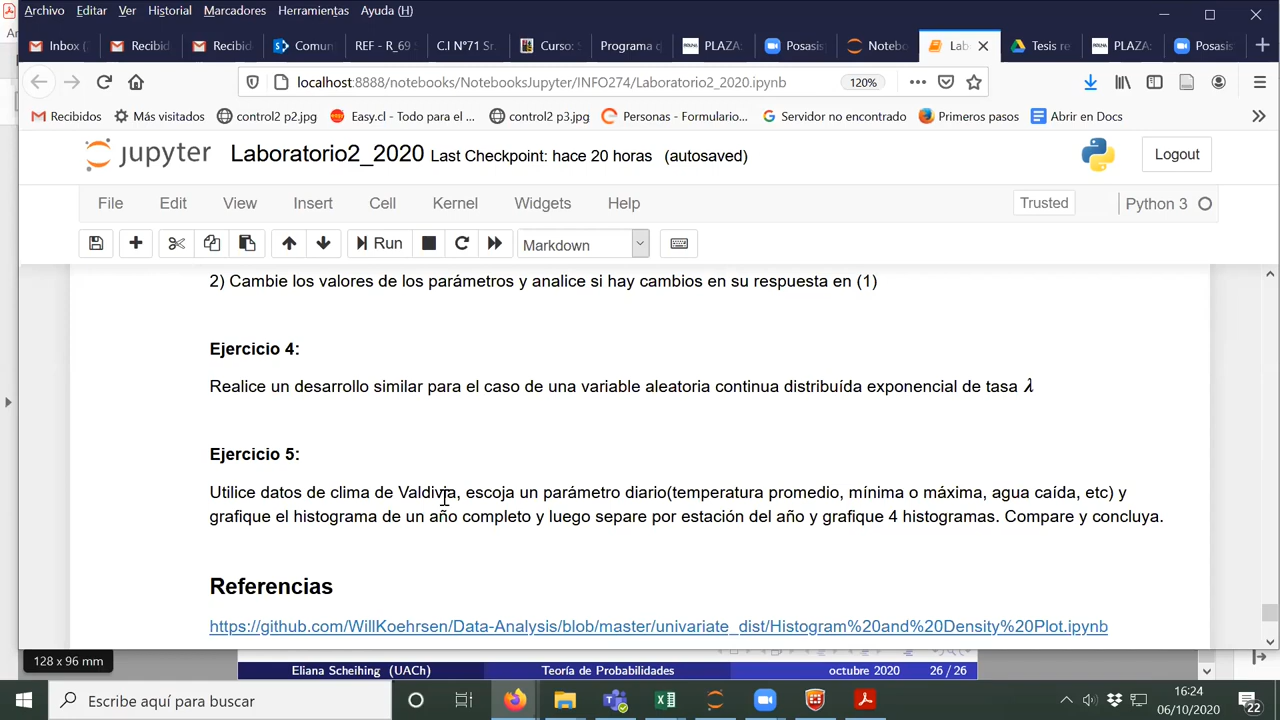 Archivo Editar Ver Historial Marcadores Herramientas Ayuda (H)
Inbox ( Recibid Recibid Comun REF - R_69 C.I N°71 Sr. Curso: Programa c PLAZA: Posasis Notebo Lab Tesis re PLAZA: Posasis
localhost:8888/notebooks/NotebooksJupyter/INFO274/Laboratorio2_2020.ipynb 120%
Recibidos Más visitados control2 p2.jpg Easy.cl - Todo para el ... control2 p3.jpg Personas - Formulario... Servidor no encontrado Primeros pasos Abrir en Docs
jupyter Laboratorio2_2020 Last Checkpoint: hace 20 horas (autosaved) Logout
File Edit View Insert Cell Kernel Widgets Help Trusted Python 3
Run Markdown
2) Cambie los valores de los parámetros y analice si hay cambios en su respuesta en (1)
Ejercicio 4:
Realice un desarrollo similar para el caso de una variable aleatoria continua distribuída exponencial de tasa λ
Ejercicio 5:
Utilice datos de clima de Valdivia, escoja un parámetro diario(temperatura promedio, mínima o máxima, agua caída, etc) y
grafique el histograma de un año completo y luego separe por estación del año y grafique 4 histogramas. Compare y concluya.
Referencias
https://github.com/WillKoehrsen/Data-Analysis/blob/master/univariate_dist/Histogram%20and%20Density%20Plot.ipynb
128 x 96 mm
Eliana Scheihing (UACh) Teoría de Probabilidades octubre 2020 26 / 26
Escribe aquí para buscar
16:24
06/10/2020
22